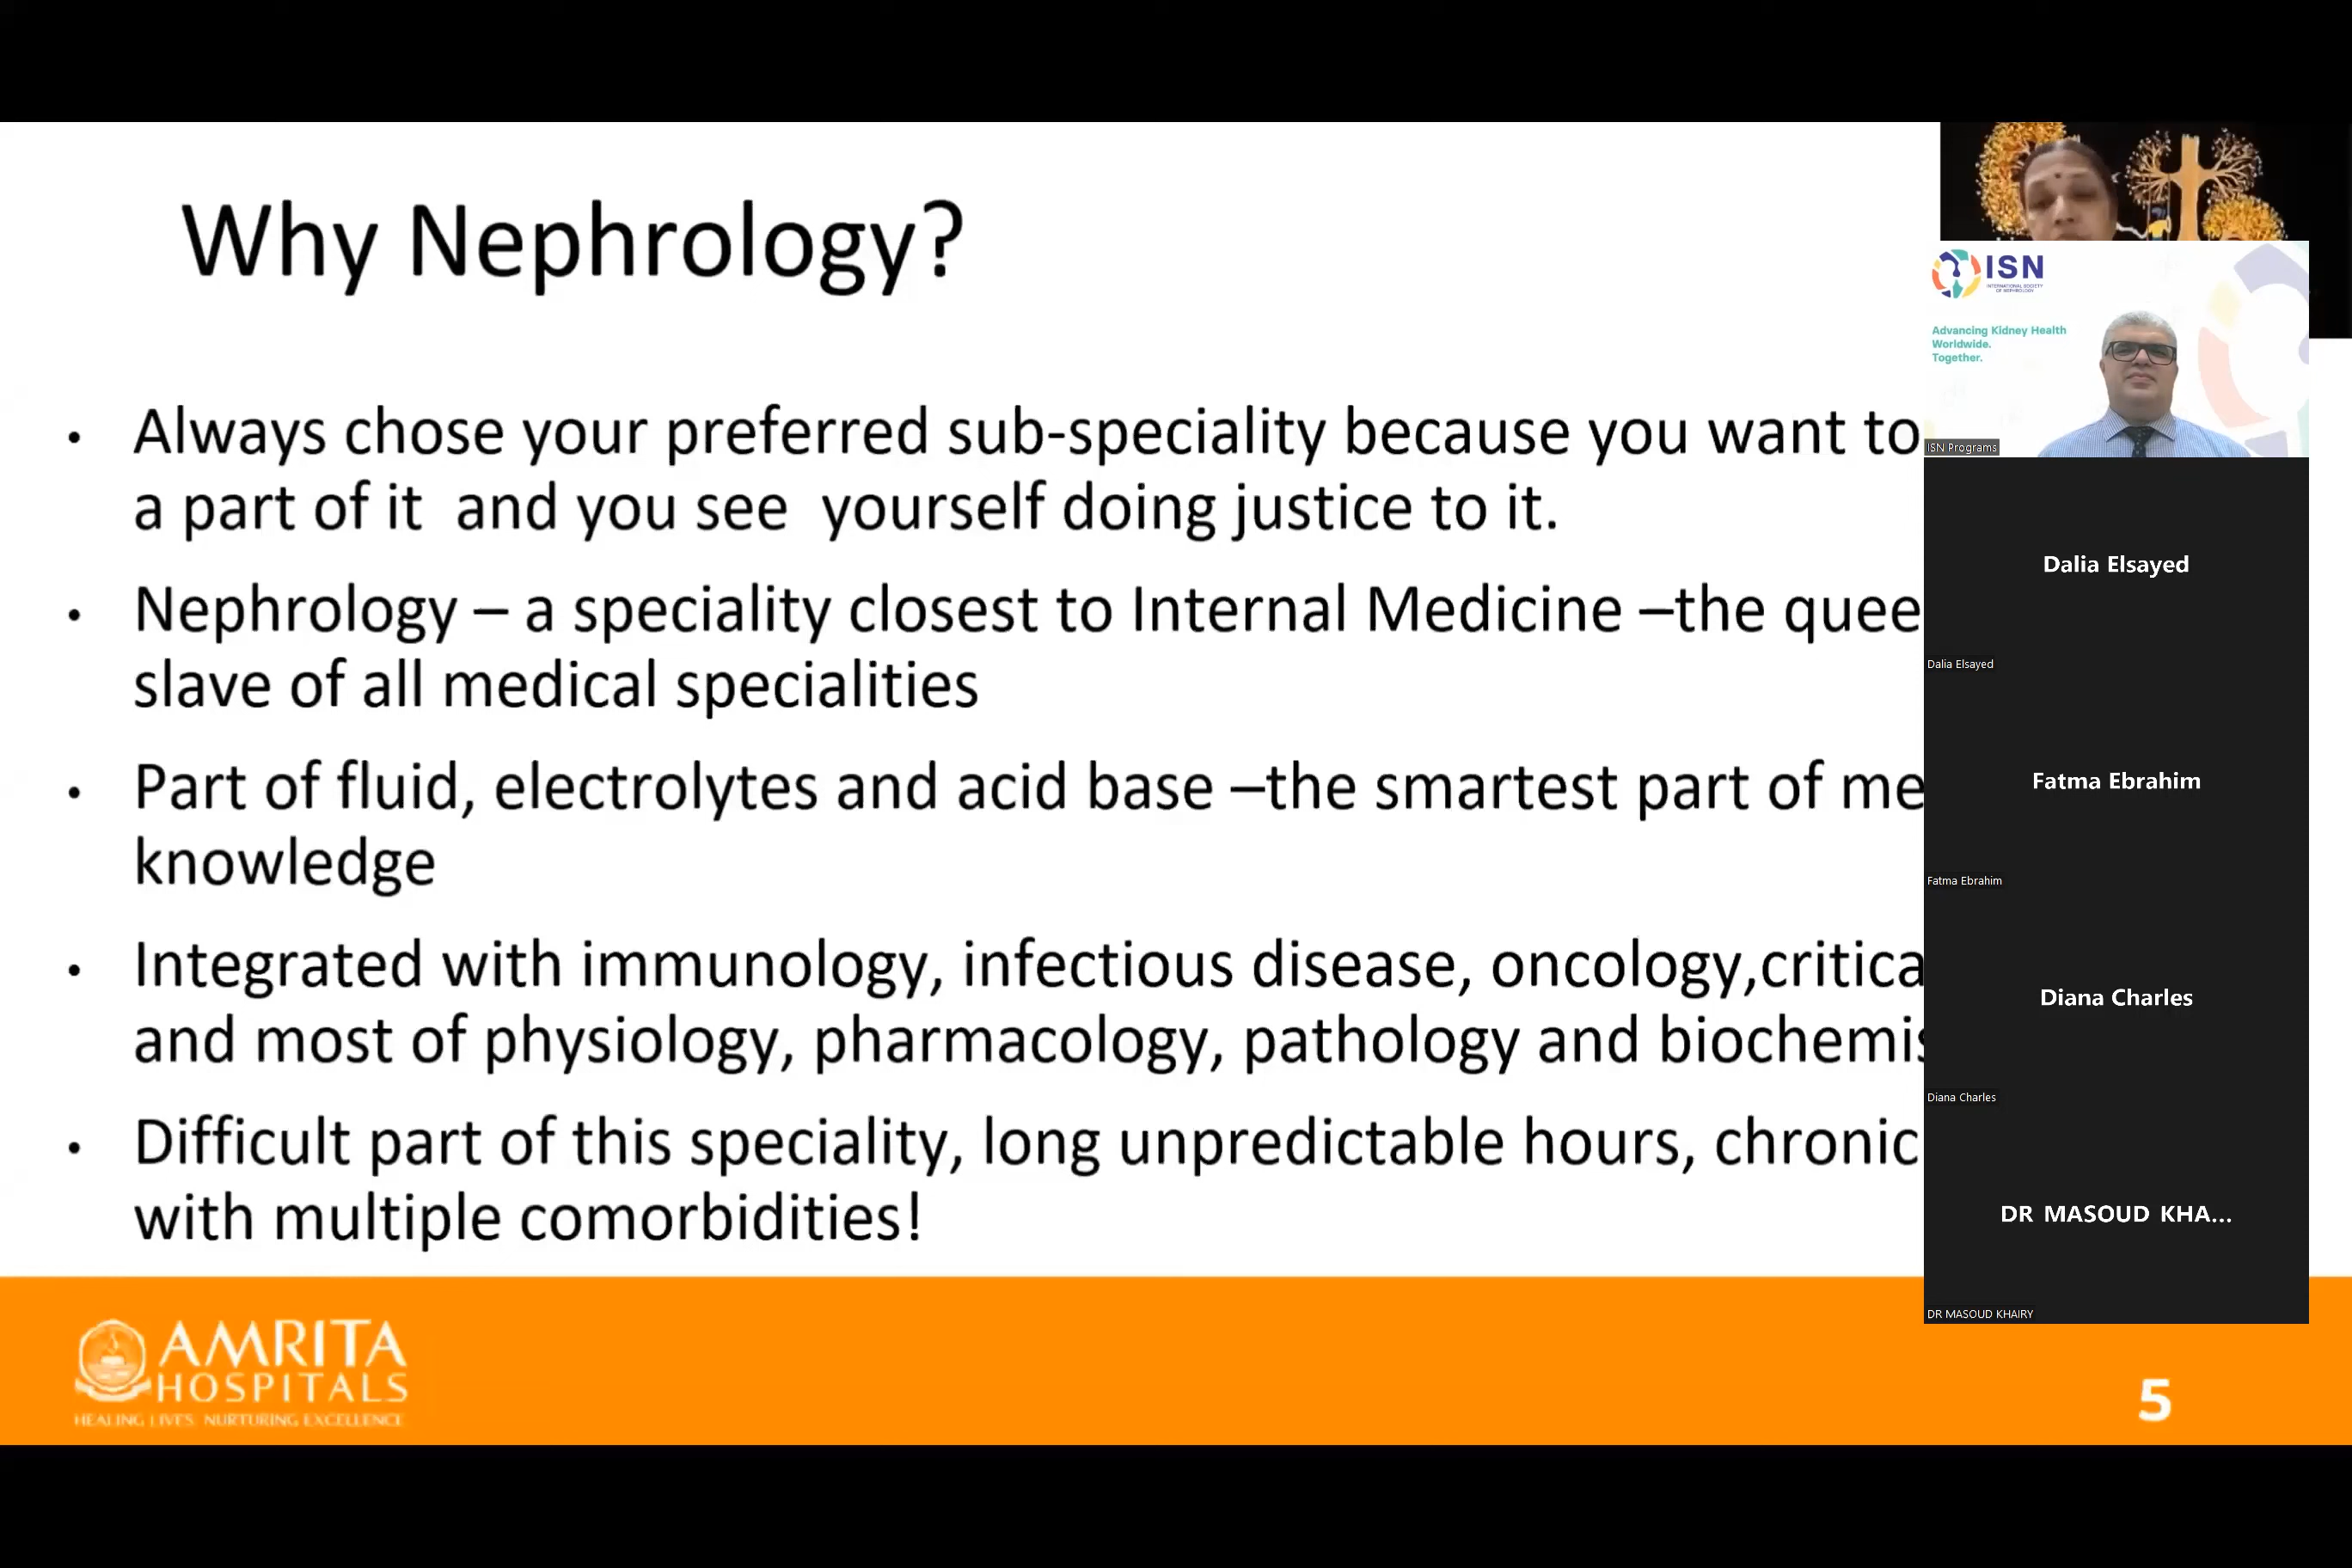 Why Nephrology?
• Always chose your preferred sub-speciality because you want to
a part of it and you see yourself doing justice to it.
• Nephrology – a speciality closest to Internal Medicine –the quee
slave of all medical specialities
• Part of fluid, electrolytes and acid base –the smartest part of me
knowledge
• Integrated with immunology, infectious disease, oncology,critica
and most of physiology, pharmacology, pathology and biochemis
• Difficult part of this speciality, long unpredictable hours, chronic
with multiple comorbidities!
AMRITA
HOSPITALS
HEALING LIVES. NURTURING EXCELLENCE
5
ISN
INTERNATIONAL SOCIETY
OF NEPHROLOGY
Advancing Kidney Health
Worldwide.
Together.
ISN Programs
Dalia Elsayed
Dalia Elsayed
Fatma Ebrahim
Fatma Ebrahim
Diana Charles
Diana Charles
DR MASOUD KHA...
DR MASOUD KHAIRY